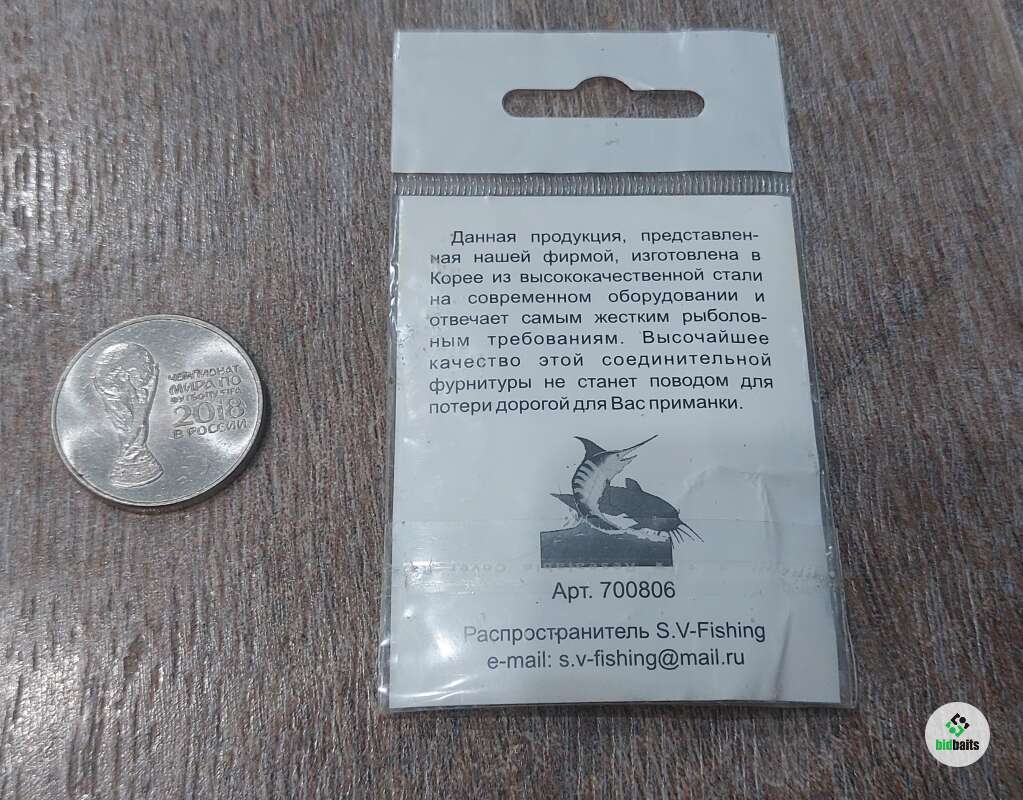 Данная продукция, представлен-
ная нашей фирмой, изготовлена в
Корее из высококачественной стали
на современном оборудовании и
отвечает самым жестким рыболов-
ным требованиям. Высочайшее
качество этой соединительной
фурнитуры не станет поводом для
потери дорогой для Вас приманки.
Арт. 700806
Распространитель S.V-Fishing
e-mail: s.v-fishing@mail.ru
ЧЕМПИОНАТ
МИРА ПО
ФУТБОЛУ FIFA
2018
В РОССИИ
bidbaits